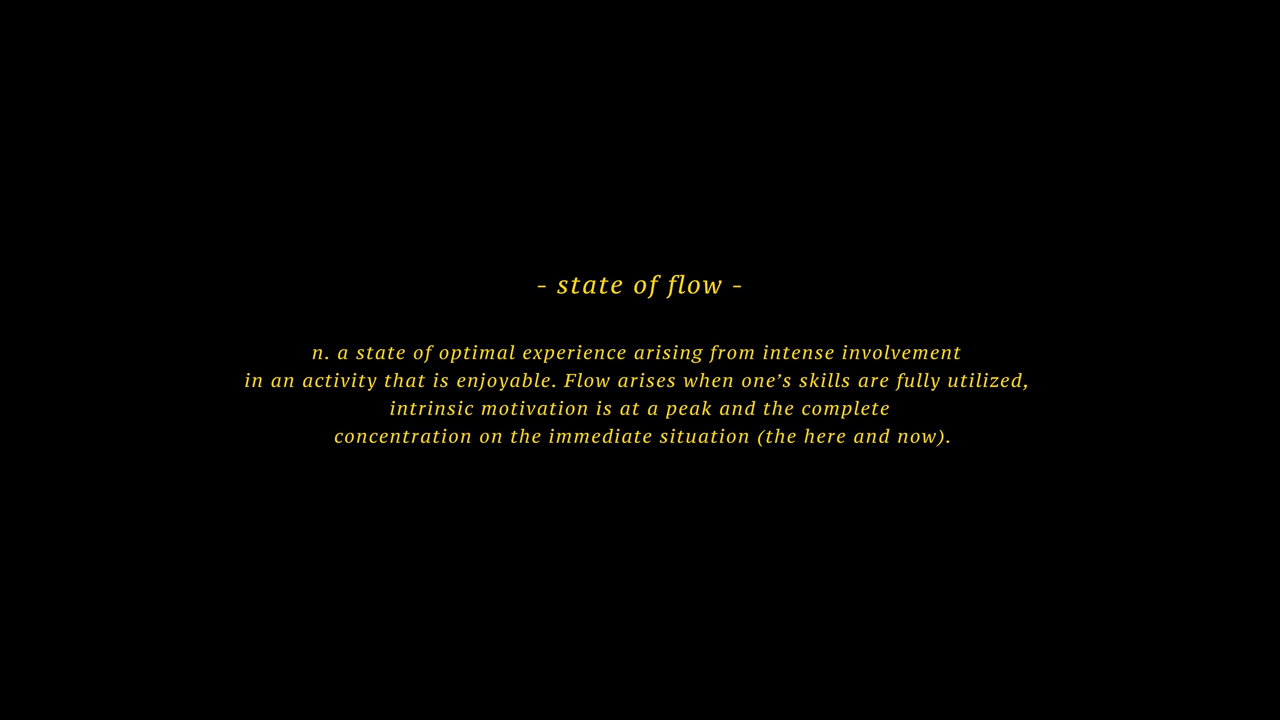 - state of flow -
n. a state of optimal experience arising from intense involvement
in an activity that is enjoyable. Flow arises when one’s skills are fully utilized,
intrinsic motivation is at a peak and the complete
concentration on the immediate situation (the here and now).